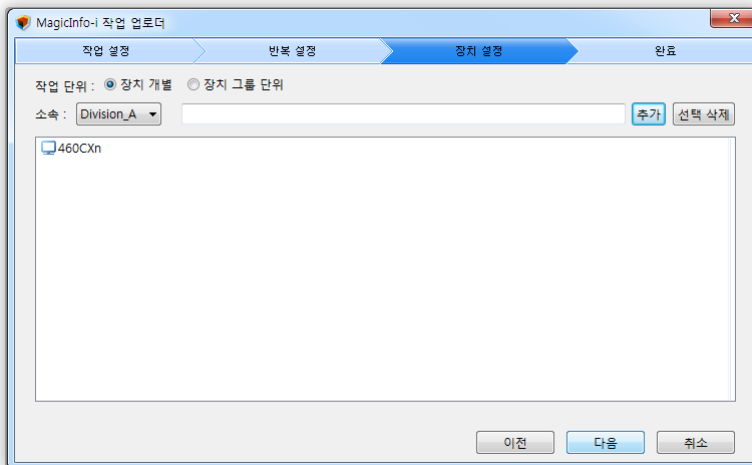 MagicInfo-i 작업 업로더
작업 설정 반복 설정 장치 설정 완료
작업 단위 : 장치 개별 장치 그룹 단위
소속 : Division_A 추가 선택 삭제
460CXn
이전 다음 취소